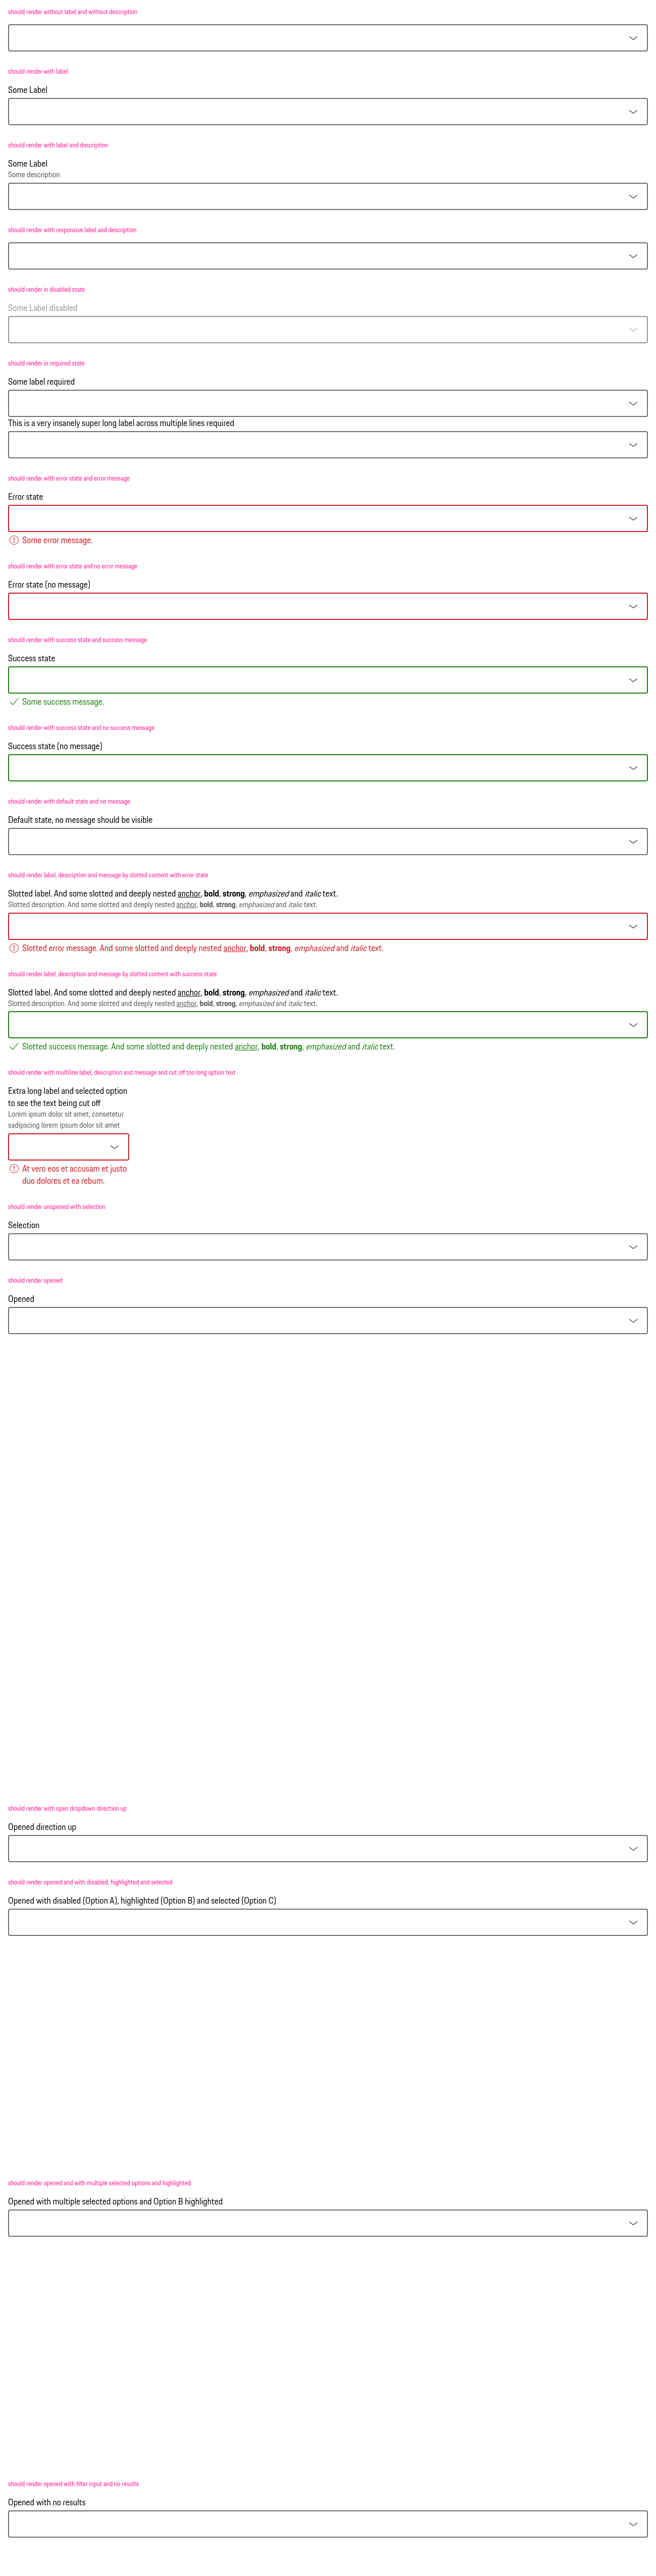 should render without label and without description
should render with label
Some Label
should render with label and description
Some Label
Some description
should render with responsive label and description
should render in disabled state
Some Label disabled
should render in required state
Some label required
This is a very insanely super long label across multiple lines required
should render with error state and error message
Error state
Some error message.
should render with error state and no error message
Error state (no message)
should render with success state and success message
Success state
Some success message.
should render with success state and no success message
Success state (no message)
should render with default state and no message
Default state, no message should be visible
should render label, description and message by slotted content with error state
Slotted label. And some slotted and deeply nested anchor, bold, strong, emphasized and italic text.
Slotted description. And some slotted and deeply nested anchor, bold, strong, emphasized and italic text.
Slotted error message. And some slotted and deeply nested anchor, bold, strong, emphasized and italic text.
should render label, description and message by slotted content with success state
Slotted label. And some slotted and deeply nested anchor, bold, strong, emphasized and italic text.
Slotted description. And some slotted and deeply nested anchor, bold, strong, emphasized and italic text.
Slotted success message. And some slotted and deeply nested anchor, bold, strong, emphasized and italic text.
should render with multiline label, description and message and cut off too long option text
Extra long label and selected option
to see the text being cut off
Lorem ipsum dolor sit amet, consetetur
sadipscing lorem ipsum dolor sit amet
At vero eos et accusam et justo
duo dolores et ea rebum.
should render unopened with selection
Selection
should render opened
Opened
should render with open dropdown direction up
Opened direction up
should render opened and with disabled, highlighted and selected
Opened with disabled (Option A), highlighted (Option B) and selected (Option C)
should render opened and with multiple selected options and highlighted
Opened with multiple selected options and Option B highlighted
should render opened with filter input and no results
Opened with no results